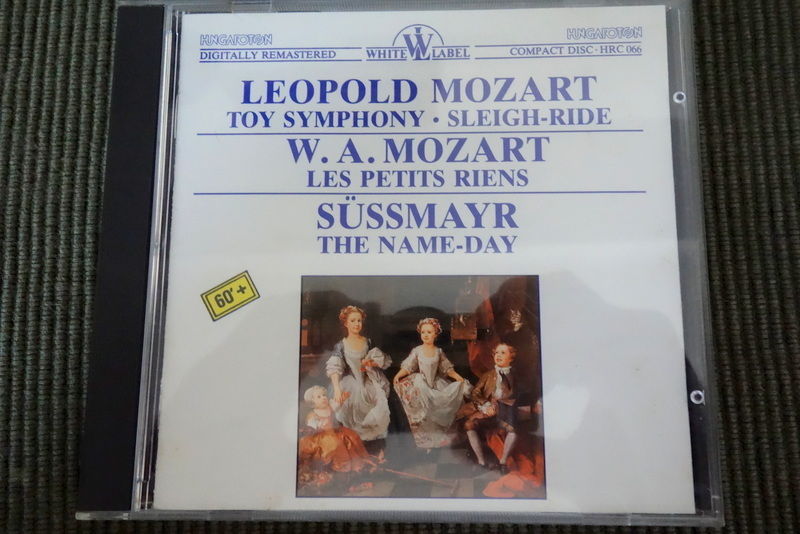 HUNGAROTON HUNGAROTON
DIGITALLY REMASTERED WHITE WL LABEL COMPACT DISC · HRC 066
LEOPOLD MOZART
TOY SYMPHONY · SLEIGH-RIDE
W. A. MOZART
LES PETITS RIENS
SÜSSMAYR
THE NAME-DAY
60'+